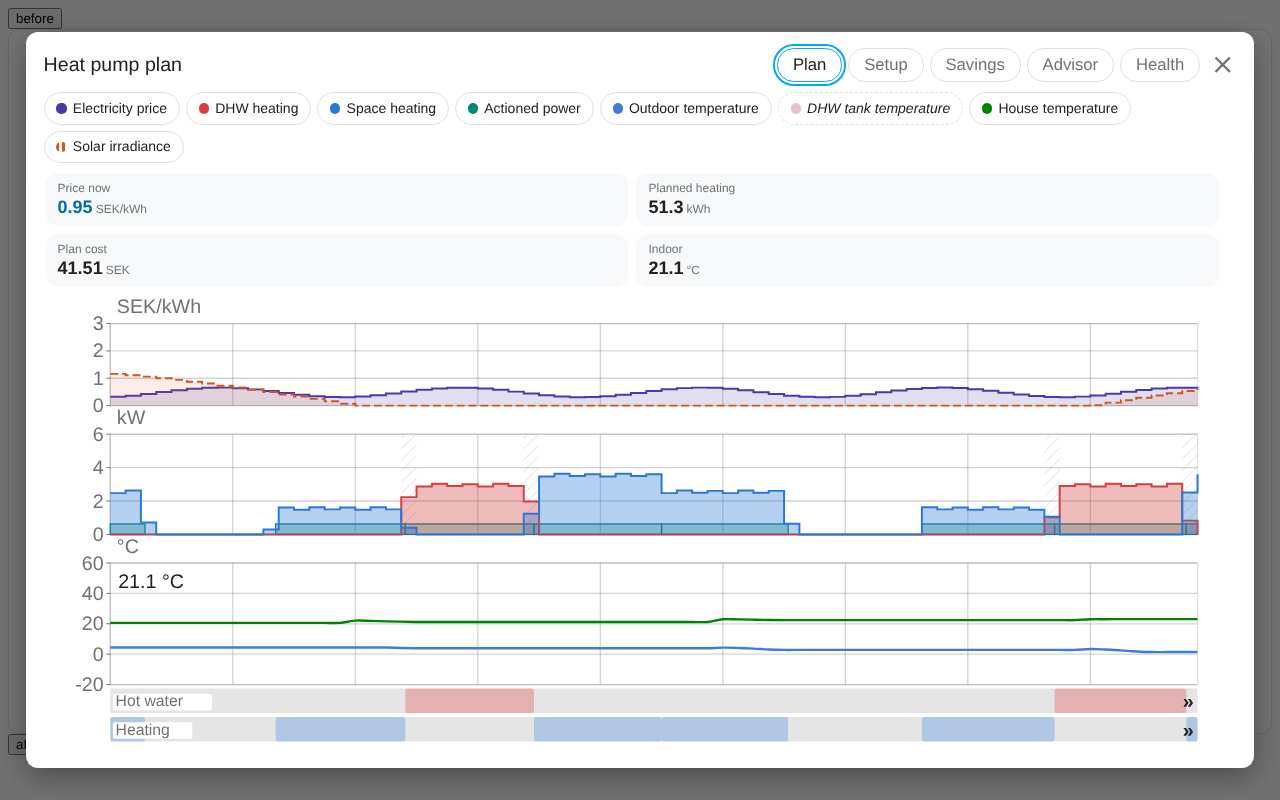 before
Heat pump plan
Plan
Setup
Savings
Advisor
Health
Electricity price
DHW heating
Space heating
Actioned power
Outdoor temperature
DHW tank temperature
House temperature
Solar irradiance
Price now
0.95 SEK/kWh
Planned heating
51.3 kWh
Plan cost
41.51 SEK
Indoor
21.1 °C
SEK/kWh
3
2
1
0
kW
6
4
2
0
°C
60
21.1 °C
40
20
0
-20
Hot water
»
Heating
»